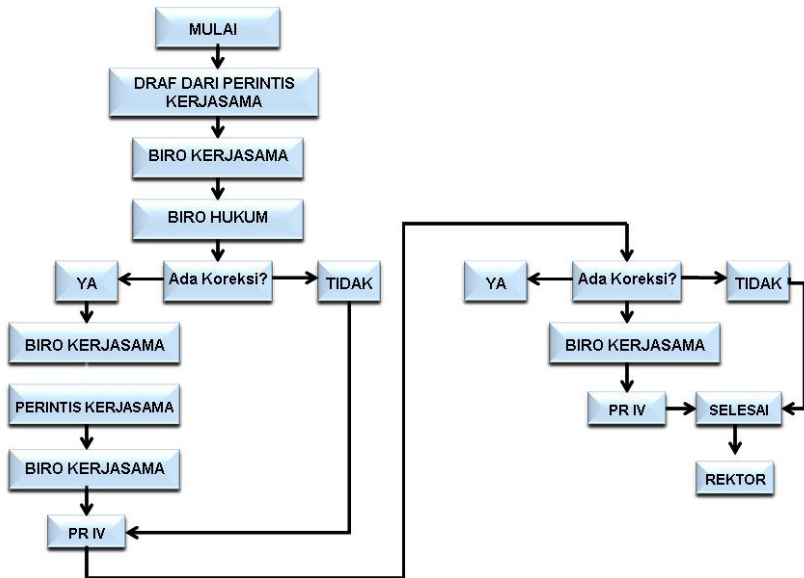 MULAI
DRAF DARI PERINTIS
KERJASAMA
BIRO KERJASAMA
BIRO HUKUM
YA
Ada Koreksi?
TIDAK
BIRO KERJASAMA
PERINTIS KERJASAMA
BIRO KERJASAMA
PR IV
YA
Ada Koreksi?
TIDAK
BIRO KERJASAMA
PR IV
SELESAI
REKTOR